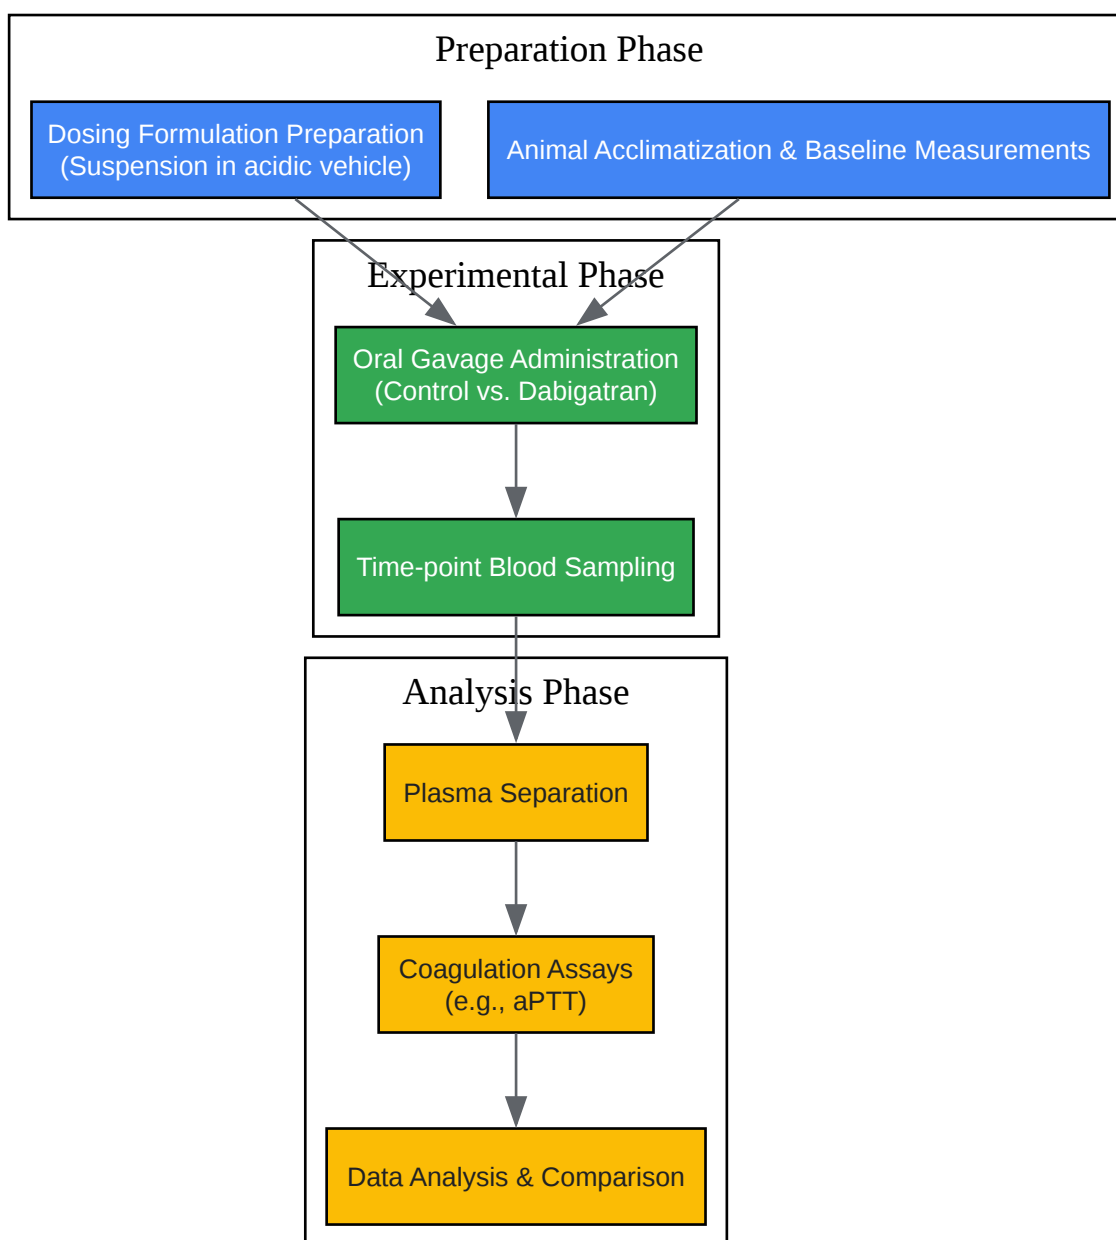 Preparation Phase
Dosing Formulation Preparation
(Suspension in acidic vehicle)
Animal Acclimatization & Baseline Measurements
Experimental Phase
Oral Gavage Administration
(Control vs. Dabigatran)
Time-point Blood Sampling
Analysis Phase
Plasma Separation
Coagulation Assays
(e.g., aPTT)
Data Analysis & Comparison